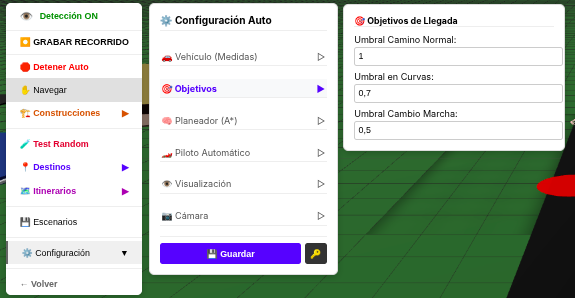 👁️ Detección ON
⏺️ GRABAR RECORRIDO
🛑 Detener Auto
✋ Navegar
🏗️ Construcciones ▶
🧪 Test Random
📍 Destinos ▶
🗺️ Itinerarios ▶
💾 Escenarios
⚙️ Configuración ▼
← Volver
⚙️ Configuración Auto
🚗 Vehículo (Medidas) ▷
🎯 Objetivos ▶
🧠 Planeador (A*) ▷
🏎️ Piloto Automático ▷
👁️ Visualización ▷
📷 Cámara ▷
💾 Guardar 🔑
🎯 Objetivos de Llegada
Umbral Camino Normal:
1
Umbral en Curvas:
0,7
Umbral Cambio Marcha:
0,5